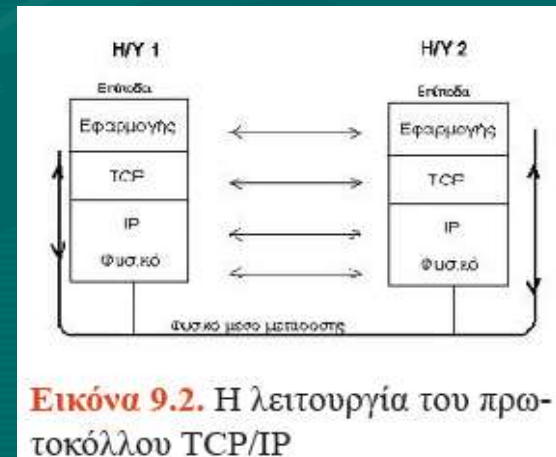 Η/Υ 1 Η/Υ 2
Επίπεδα Επίπεδα
Εφαρμογής Εφαρμογής
TCP TCP
IP IP
Φυσικό Φυσικό
Φυσικό μέσο μετάδοσης
Εικόνα 9.2. Η λειτουργία του πρω-
τοκόλλου TCP/IP